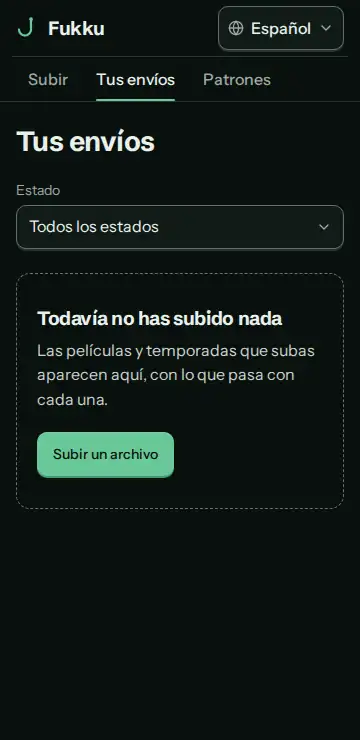 Fukku
Español
Subir
Tus envíos
Patrones
Tus envíos
Estado
Todos los estados
Todavía no has subido nada
Las películas y temporadas que subas
aparecen aquí, con lo que pasa con
cada una.
Subir un archivo